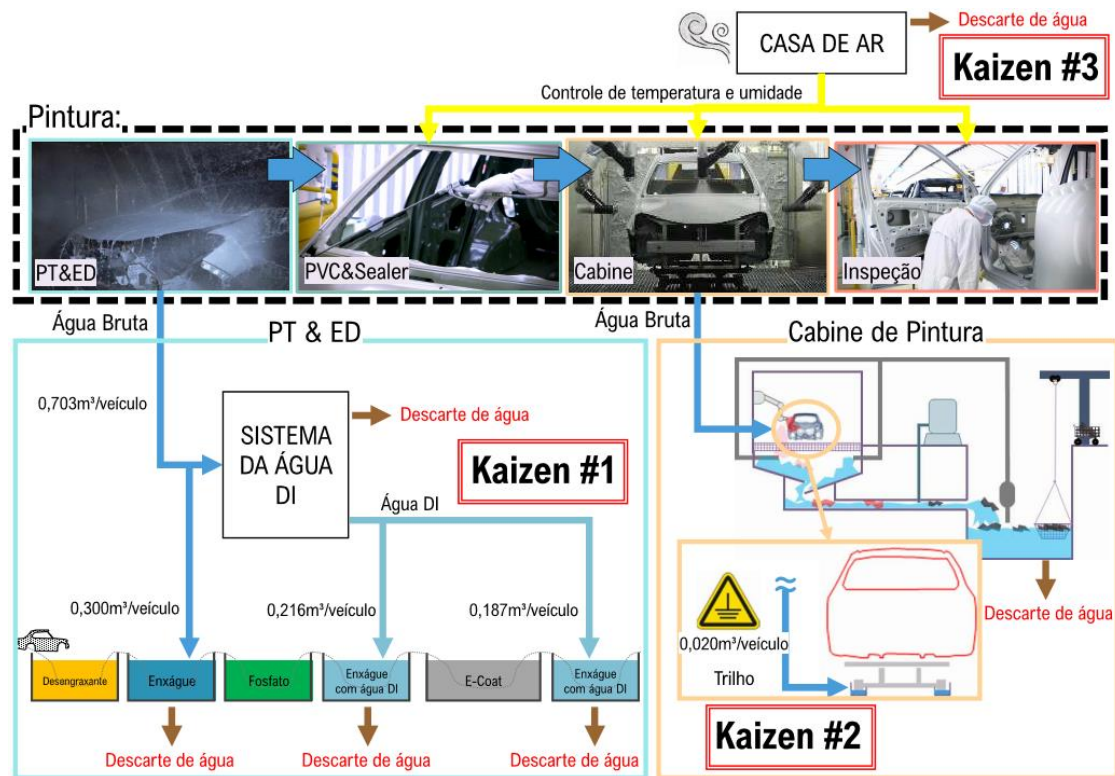 CASA DE AR
Descarte de água
Kaizen #3
Controle de temperatura e umidade
Pintura:
PT&ED
PVC&Sealer
Cabine
Inspeção
Água Bruta
PT & ED
0,703m³/veículo
SISTEMA
DA ÁGUA
DI
Descarte de água
Kaizen #1
Água DI
0,300m³/veículo
0,216m³/veículo
0,187m³/veículo
Desengraxante
Enxágue
Fosfato
Enxágue
com água DI
E-Coat
Enxágue
com água DI
Descarte de água
Descarte de água
Descarte de água
Água Bruta
Cabine de Pintura
0,020m³/veículo
Trilho
Descarte de água
Kaizen #2